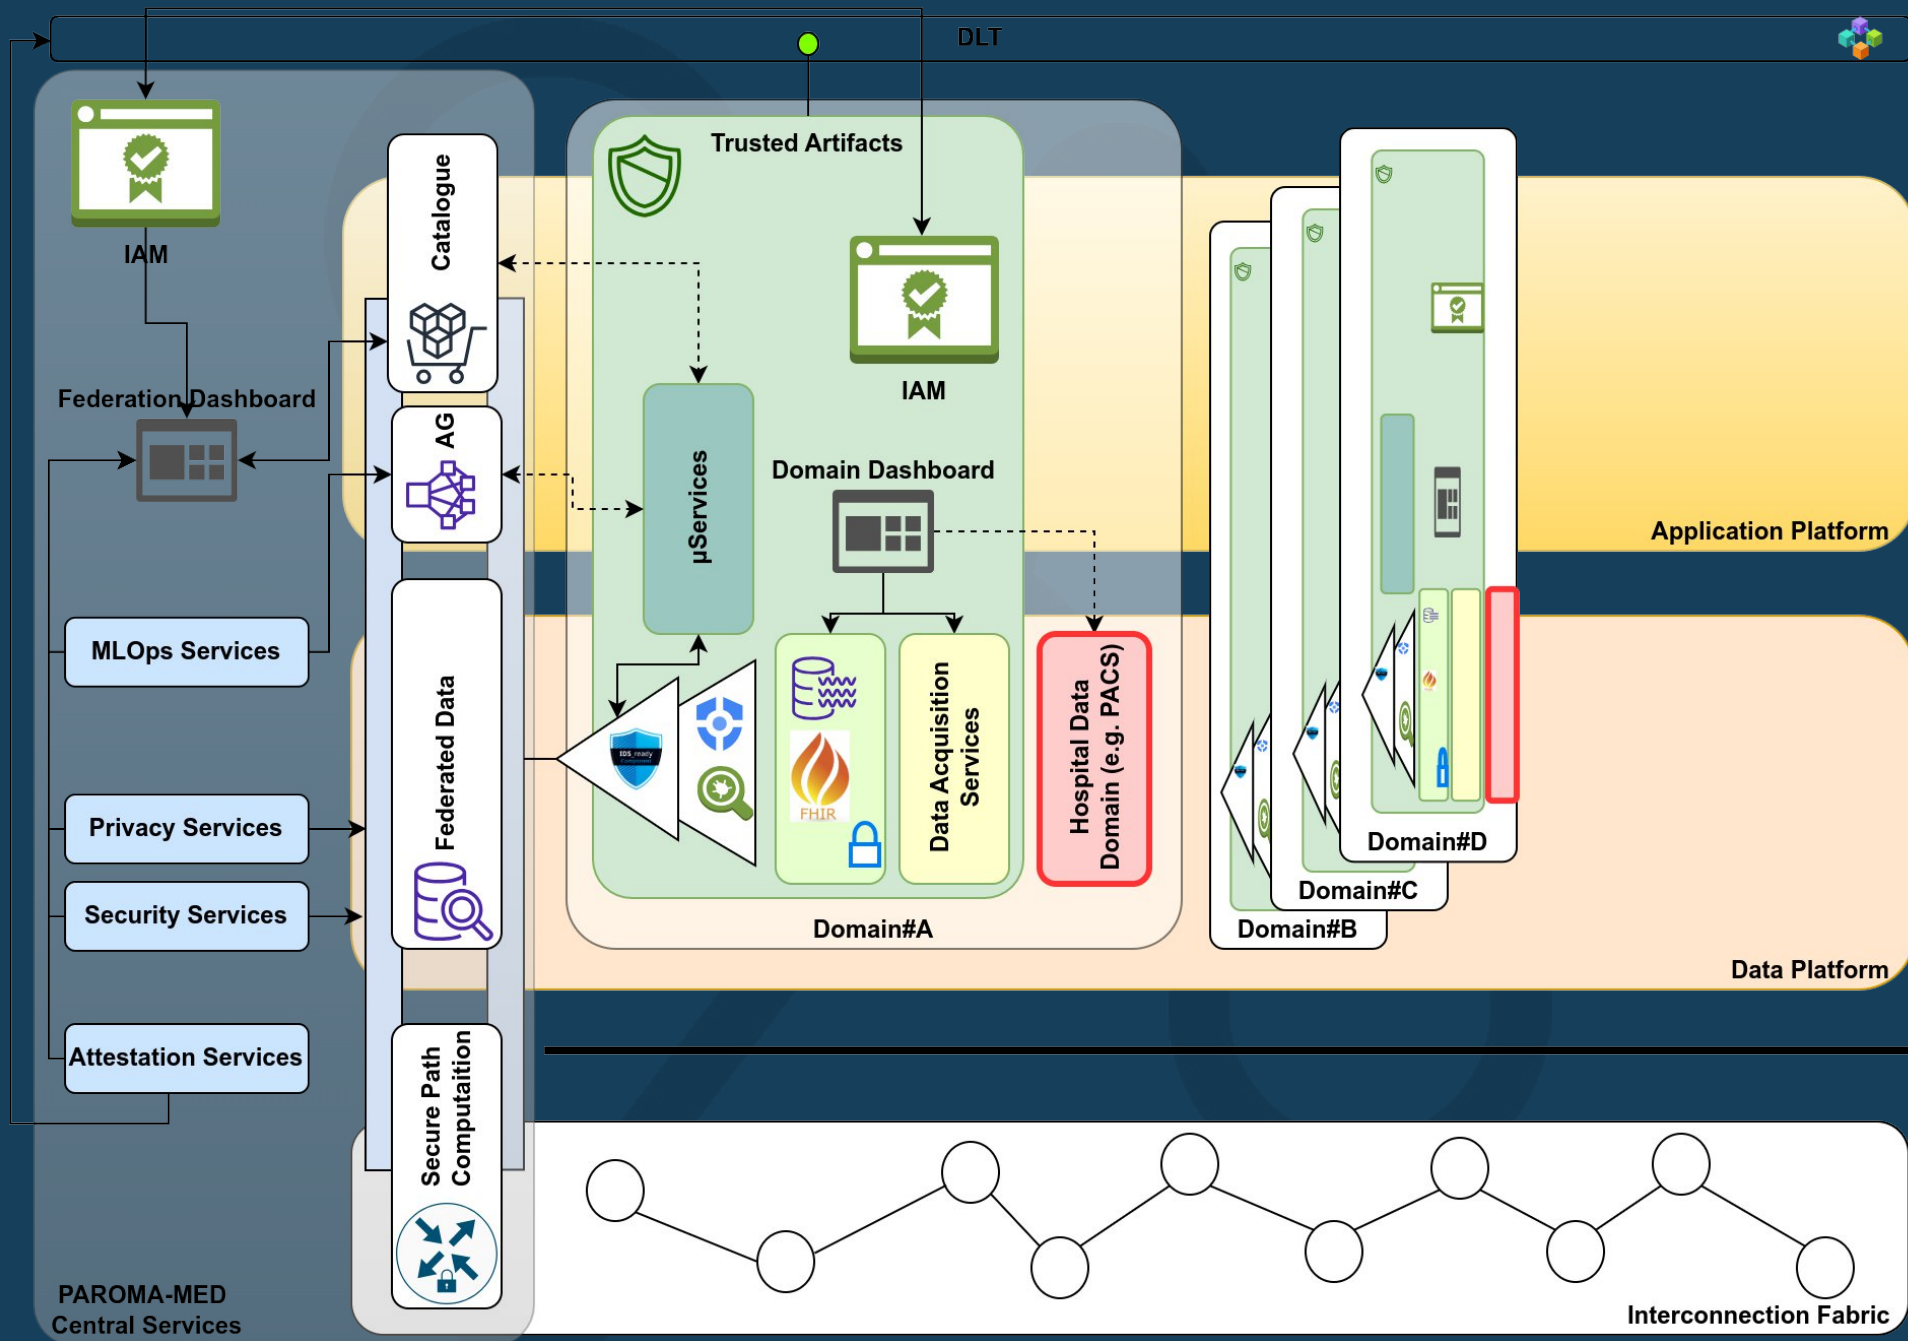 DLT
IAM
Federation Dashboard
MLOps Services
Privacy Services
Security Services
Attestation Services
PAROMA-MED
Central Services
Catalogue
AG
Federated Data
Secure Path
Computaition
Trusted Artifacts
IAM
µServices
Domain Dashboard
IDS_ready
Component
FHIR
Data Acquisition
Services
Hospital Data
Domain (e.g. PACS)
Domain#A
Domain#B
Domain#C
Domain#D
Application Platform
Data Platform
Interconnection Fabric